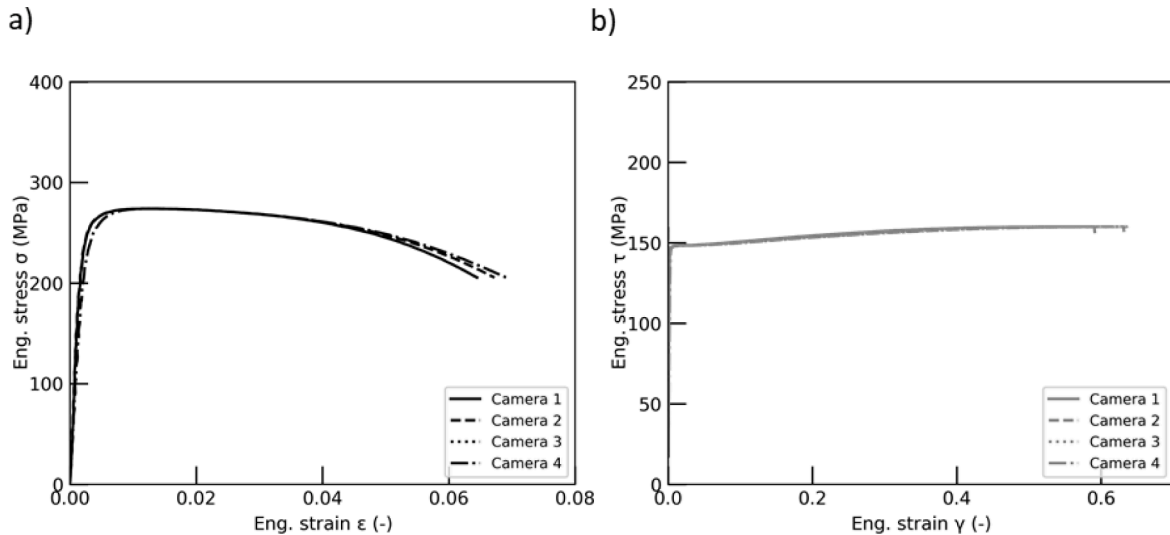 a)
b)
400
300
200
100
0
0.00
0.02
0.04
0.06
0.08
Eng. stress σ (MPa)
Eng. strain ε (-)
Camera 1
Camera 2
Camera 3
Camera 4
250
200
150
100
50
0
0.0
0.2
0.4
0.6
Eng. stress τ (MPa)
Eng. strain γ (-)
Camera 1
Camera 2
Camera 3
Camera 4